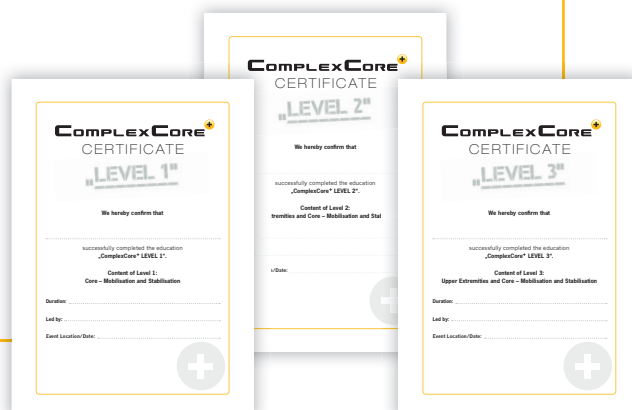 COMPLEXCORE+
CERTIFICATE
„LEVEL 1"
We hereby confirm that
successfully completed the education
„ComplexCore+ LEVEL 1".
Content of Level 1:
Core – Mobilisation and Stabilisation
Duration:
Led by:
Event Location/Date:
COMPLEXCORE+
CERTIFICATE
„LEVEL 2"
We hereby confirm that
successfully completed the education
„ComplexCore+ LEVEL 2".
Content of Level 2:
tremities and Core – Mobilisation and Stal
/Date:
COMPLEXCORE+
CERTIFICATE
„LEVEL 3"
We hereby confirm that
successfully completed the education
„ComplexCore+ LEVEL 3".
Content of Level 3:
Upper Extremities and Core – Mobilisation and Stabilisation
Duration:
Led by:
Event Location/Date: